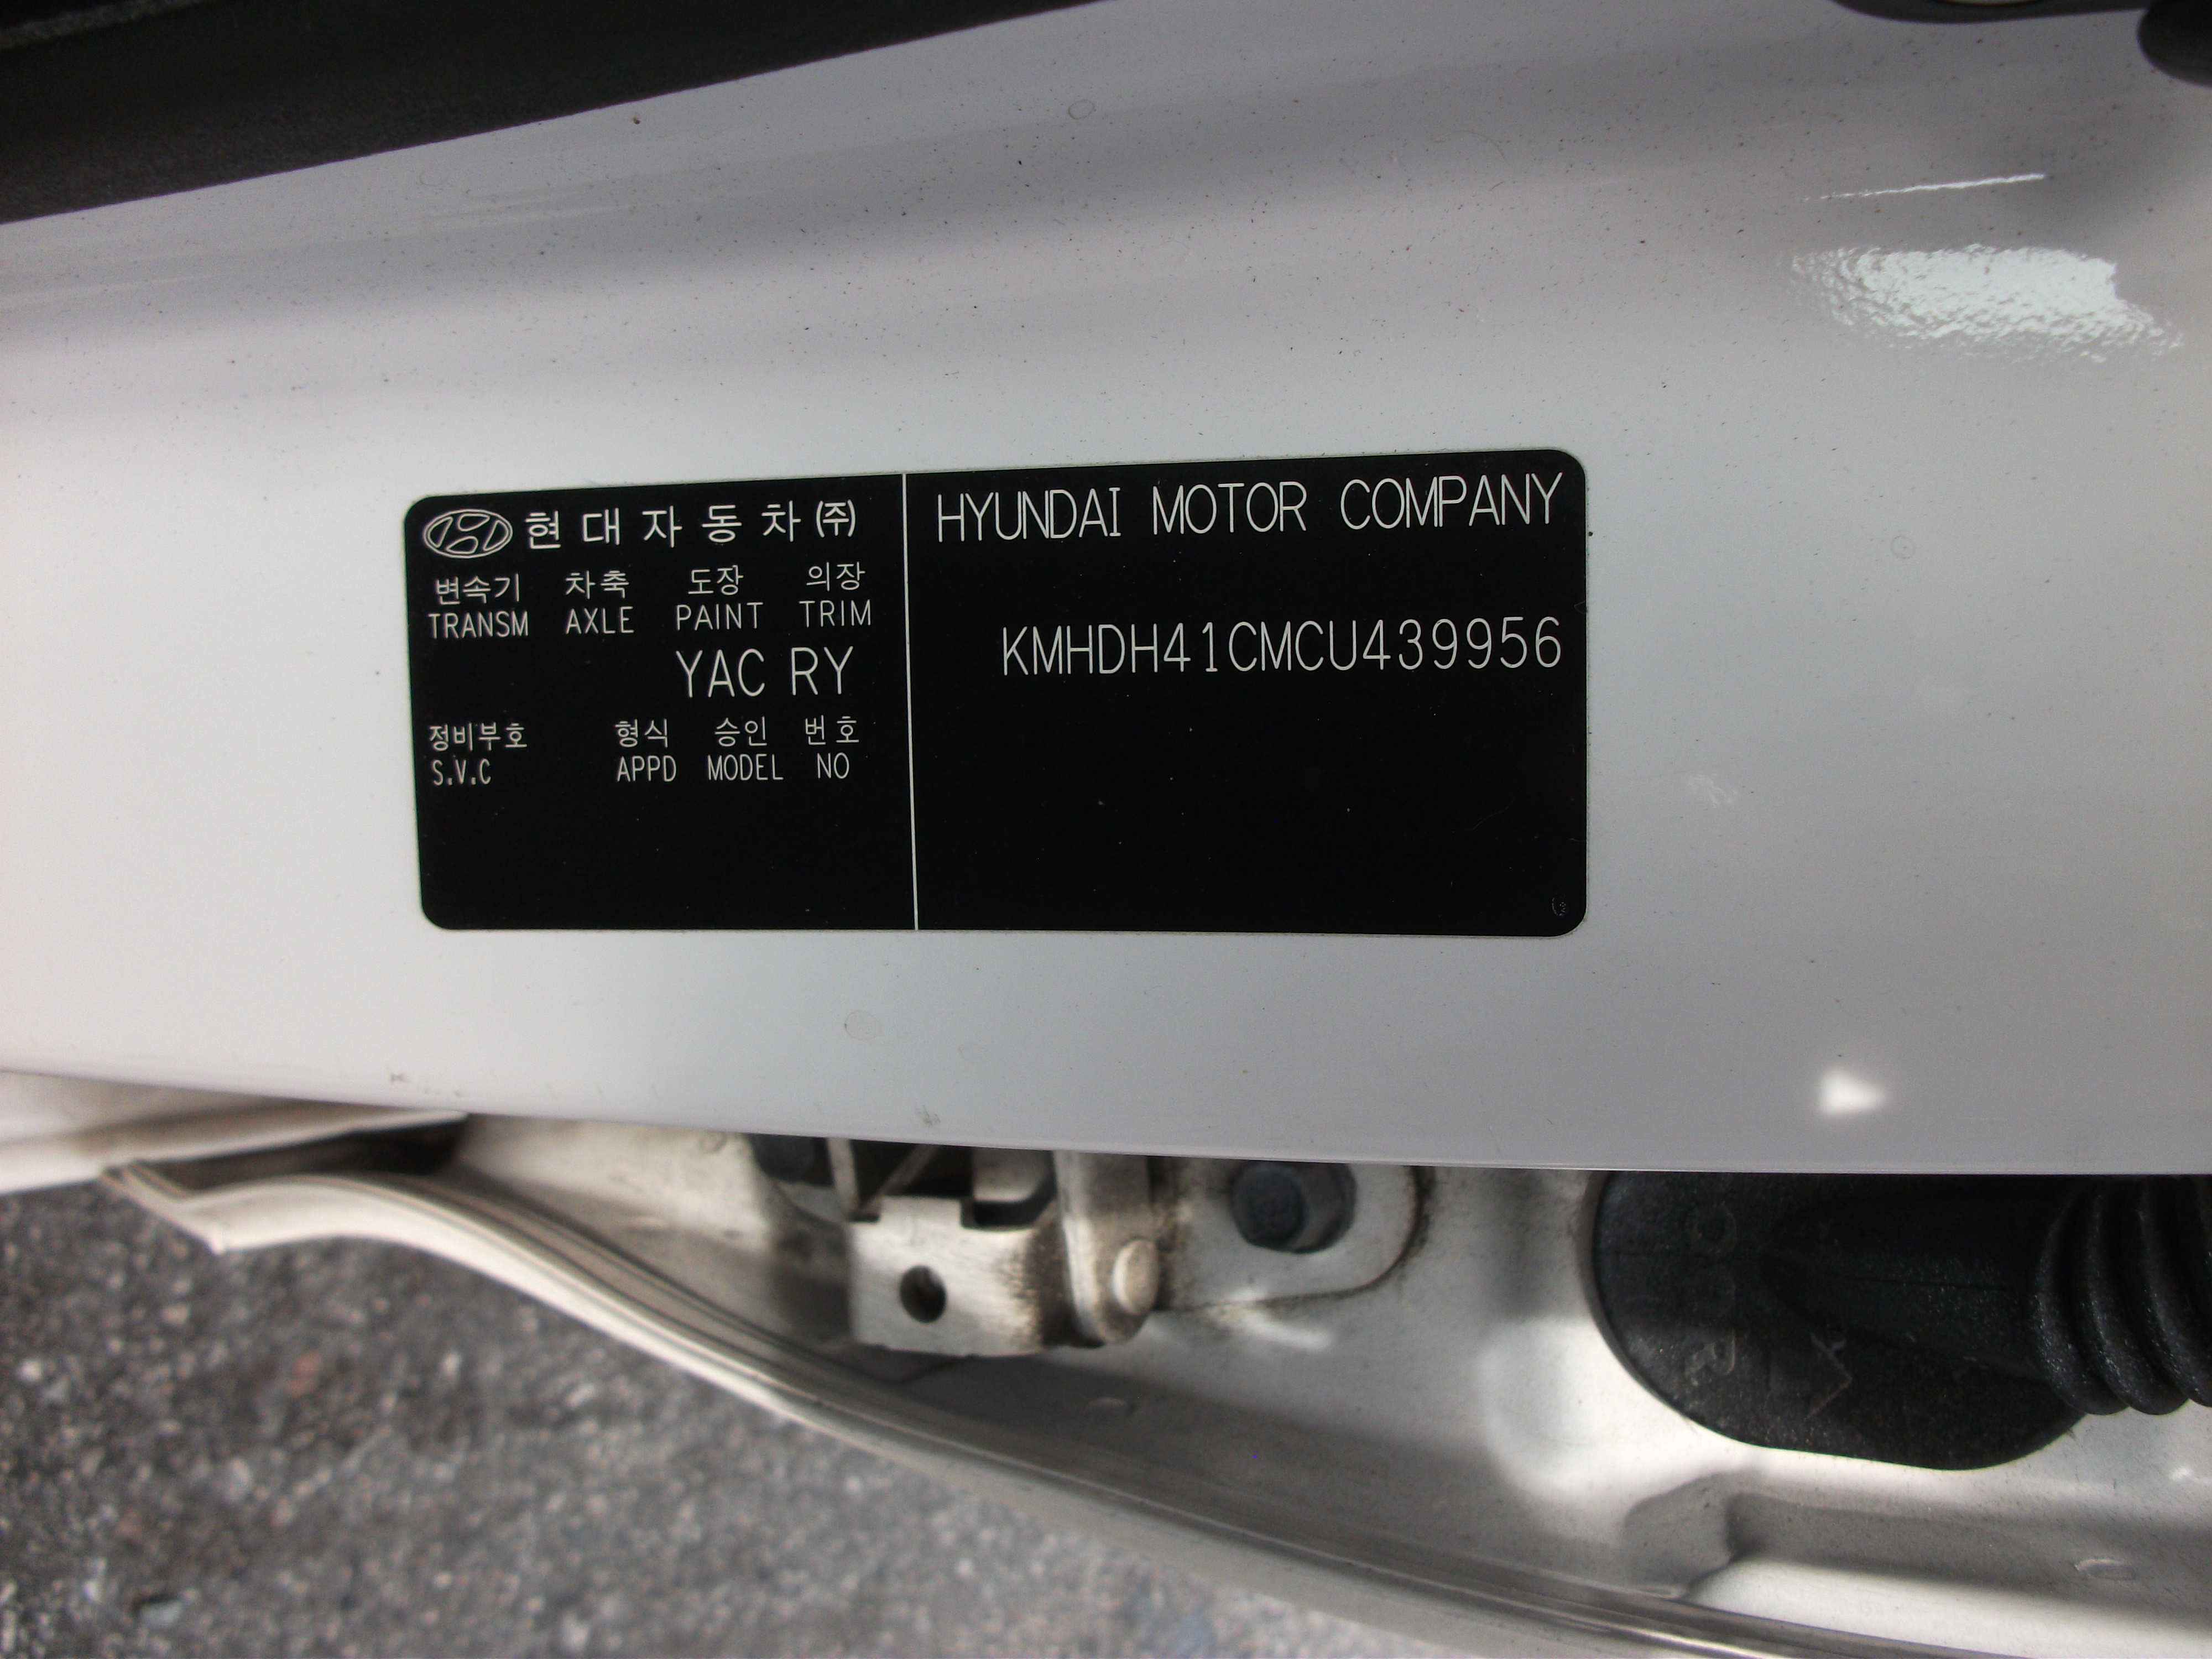 현대자동차(주)
변속기 차축 도장 의장
TRANSM AXLE PAINT TRIM
YAC RY
정비부호 형식 승인 번호
S.V.C APPD MODEL NO
HYUNDAI MOTOR COMPANY
KMHDH41CMCU439956